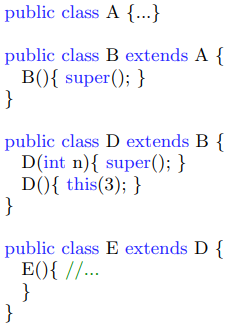 public class A {...}
public class B extends A {
B(){ super(); }
}
public class D extends B {
D(int n){ super(); }
D(){ this(3); }
}
public class E extends D {
E(){ //...
}
}